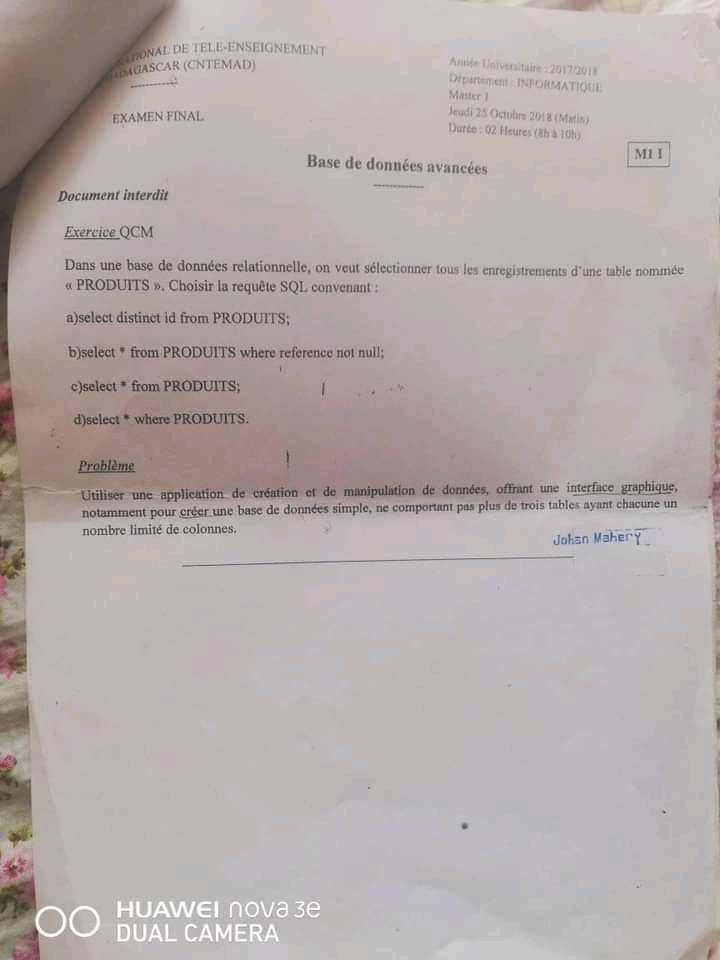 IONAL DE TELE-ENSEIGNEMENT
MADAGASCAR (CNTEMAD)
EXAMEN FINAL
Année Universitaire : 2017/2018
Département : INFORMATIQUE
Master 1
Jeudi 25 Octobre 2018 (Matin)
Durée : 02 Heures (8h à 10h)
M1 I
Base de données avancées
Document interdit
Exercice QCM
Dans une base de données relationnelle, on veut sélectionner tous les enregistrements d'une table nommée
« PRODUITS ». Choisir la requête SQL convenant :
a)select distinct id from PRODUITS;
b)select * from PRODUITS where reference not null;
c)select * from PRODUITS;
d)select * where PRODUITS.
Problème
Utiliser une application de création et de manipulation de données, offrant une interface graphique,
notamment pour créer une base de données simple, ne comportant pas plus de trois tables ayant chacune un
nombre limité de colonnes.
Johan Mahery
HUAWEI nova 3e
DUAL CAMERA